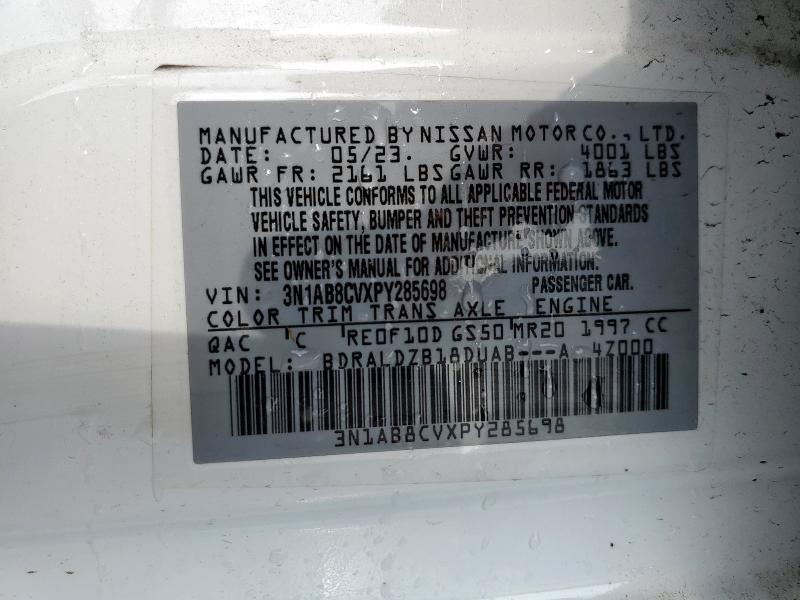 MANUFACTURED BY NISSAN MOTOR CO., LTD.
DATE: 05/23. GVWR: 4001 LBS
GAWR FR: 2161 LBS GAWR RR: 1863 LBS
THIS VEHICLE CONFORMS TO ALL APPLICABLE FEDERAL MOTOR
VEHICLE SAFETY, BUMPER AND THEFT PREVENTION STANDARDS
IN EFFECT ON THE DATE OF MANUFACTURE SHOWN ABOVE.
SEE OWNER'S MANUAL FOR ADDITIONAL INFORMATION.
VIN: 3N1AB8CVXPY285698 PASSENGER CAR.
COLOR TRIM TRANS AXLE ENGINE
QAC C RE0F10D GS50 MR20 1997 CC
MODEL: BDRALDZB18DUAB---A- 4Z000
3N1AB8CVXPY285698